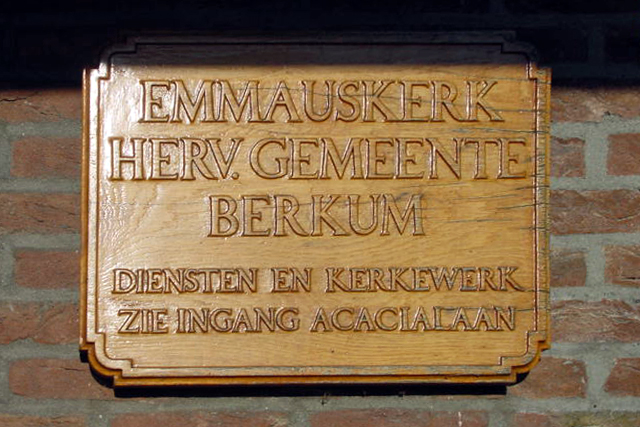 EMMAUSKERK
HERV. GEMEENTE
BERKUM
DIENSTEN EN KERKEWERK
ZIE INGANG ACACIALAAN